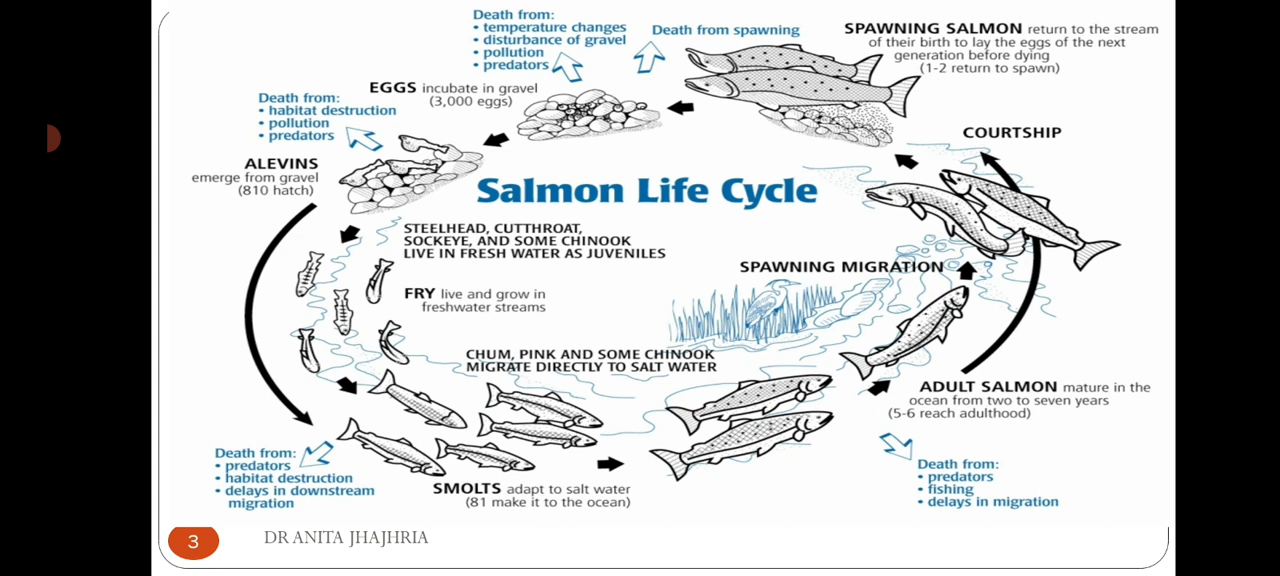 Death from:
• temperature changes
• disturbance of gravel
• pollution
• predators
Death from spawning
SPAWNING SALMON return to the stream
of their birth to lay the eggs of the next
generation before dying
(1-2 return to spawn)
EGGS incubate in gravel
(3,000 eggs)
Death from:
• habitat destruction
• pollution
• predators
COURTSHIP
ALEVINS
emerge from gravel
(810 hatch)
Salmon Life Cycle
STEELHEAD, CUTTHROAT,
SOCKEYE, AND SOME CHINOOK
LIVE IN FRESH WATER AS JUVENILES
SPAWNING MIGRATION
FRY live and grow in
freshwater streams
CHUM, PINK AND SOME CHINOOK
MIGRATE DIRECTLY TO SALT WATER
ADULT SALMON mature in the
ocean from two to seven years
(5-6 reach adulthood)
Death from:
• predators
• habitat destruction
• delays in downstream
migration
SMOLTS adapt to salt water
(81 make it to the ocean)
Death from:
• predators
• fishing
• delays in migration
3
DR ANITA JHAJHRIA